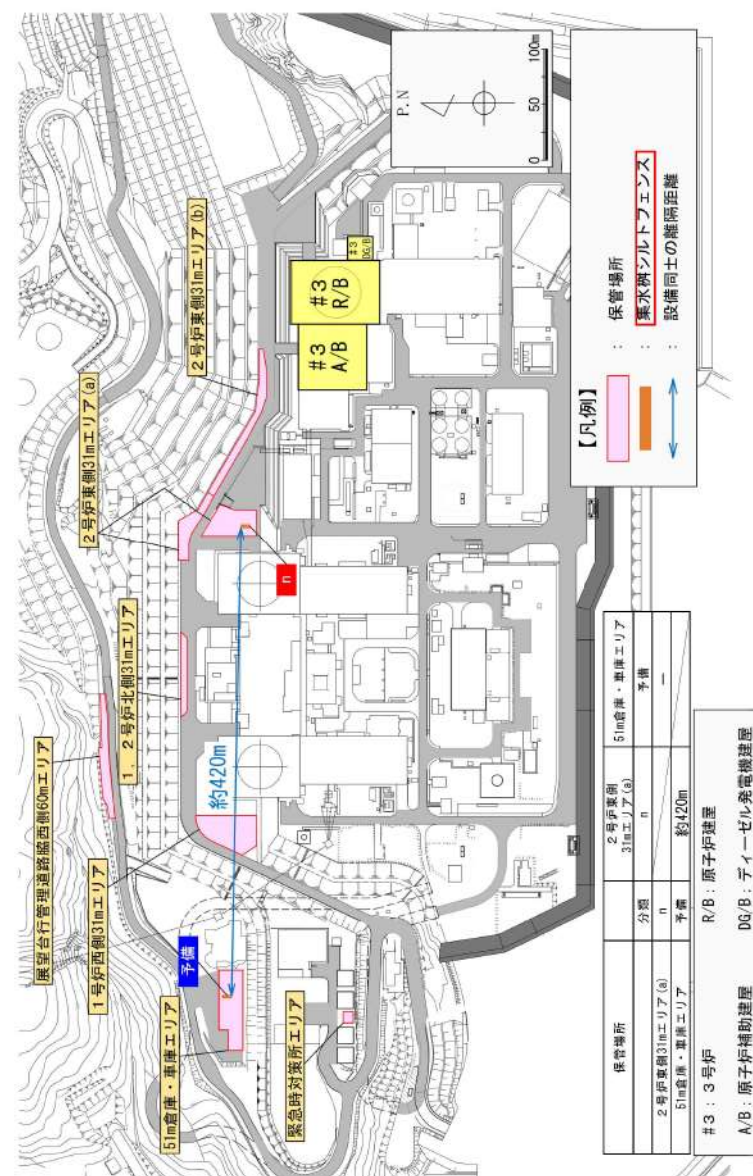 展望台行管理道路脇西側60mエリア
1号炉西側31mエリア
51m倉庫・車庫エリア
緊急時対策所エリア
1，2号炉北側31mエリア
2号炉東側31mエリア(a)
2号炉東側31mエリア(b)
予備
約420m
n
#3
A/B
#3
R/B
#3
DG/B
P.N
0 50 100m
【凡例】
： 保管場所
： 集水桝シルトフェンス
： 設備同士の離隔距離
保管場所 分類 2号炉東側31mエリア(a) 51m倉庫・車庫エリア
n 予備
2号炉東側31mエリア(a) n
51m倉庫・車庫エリア 予備 約420m －
#3：3号炉 R/B：原子炉建屋
A/B：原子炉補助建屋 DG/B：ディーゼル発電機建屋